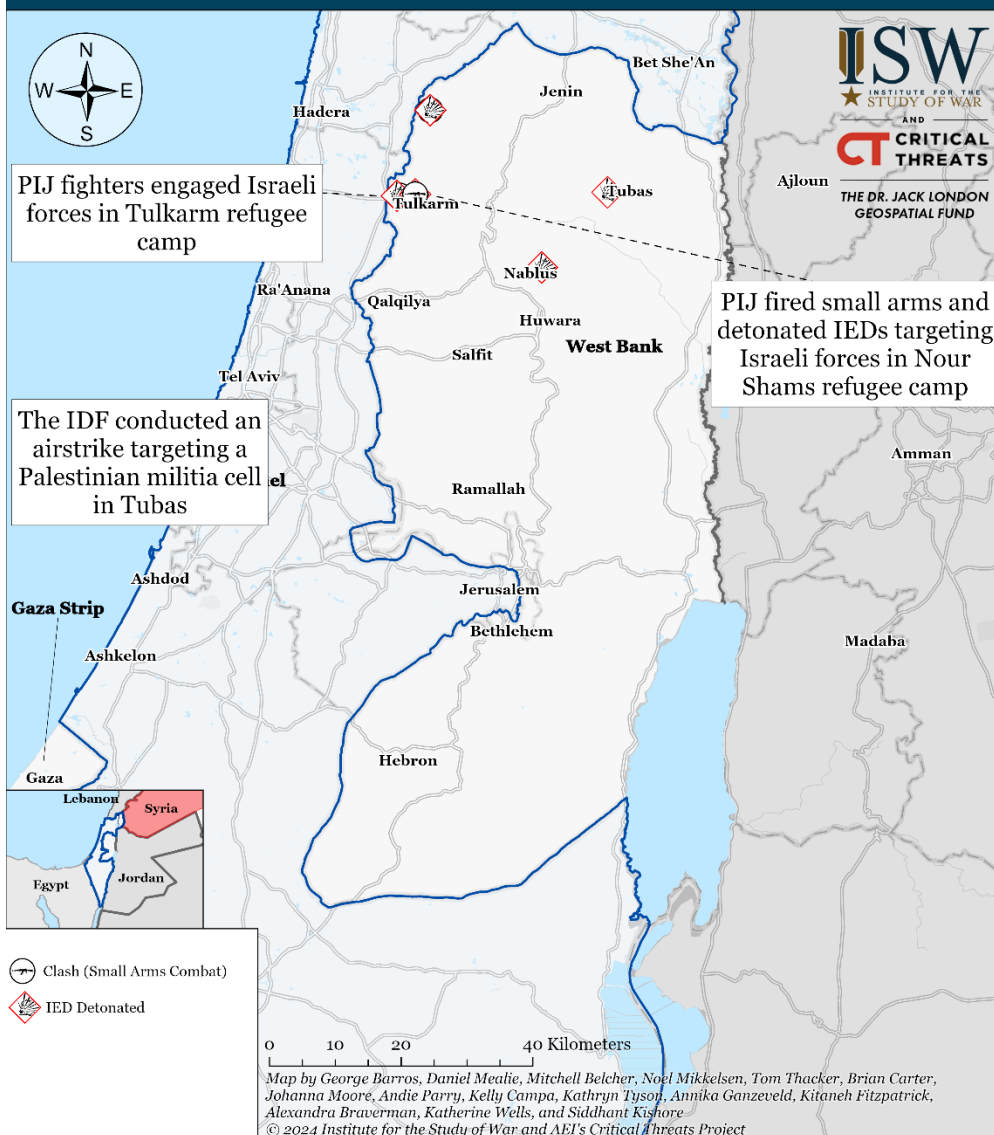 N
W
E
S
ISW
INSTITUTE FOR THE
STUDY OF WAR
AND
CT CRITICAL
THREATS
THE DR. JACK LONDON
GEOSPATIAL FUND
Bet She'An
Jenin
Hadera
Ajloun
PIJ fighters engaged Israeli
forces in Tulkarm refugee
camp
Tulkarm
Tubas
Nablus
Ra'Anana
Qalqilya
Huwara
West Bank
Salfit
PIJ fired small arms and
detonated IEDs targeting
Israeli forces in Nour
Shams refugee camp
Tel Aviv
The IDF conducted an
airstrike targeting a
Palestinian militia cell
in Tubas
el
Amman
Ramallah
Ashdod
Jerusalem
Gaza Strip
Bethlehem
Ashkelon
Madaba
Hebron
Gaza
Lebanon
Syria
Egypt
Jordan
Clash (Small Arms Combat)
IED Detonated
0 10 20 40 Kilometers
Map by George Barros, Daniel Mealie, Mitchell Belcher, Noel Mikkelsen, Tom Thacker, Brian Carter,
Johanna Moore, Andie Parry, Kelly Campa, Kathryn Tyson, Annika Ganzeveld, Kitaneh Fitzpatrick,
Alexandra Braverman, Katherine Wells, and Siddhant Kishore
© 2024 Institute for the Study of War and AEI's Critical Threats Project